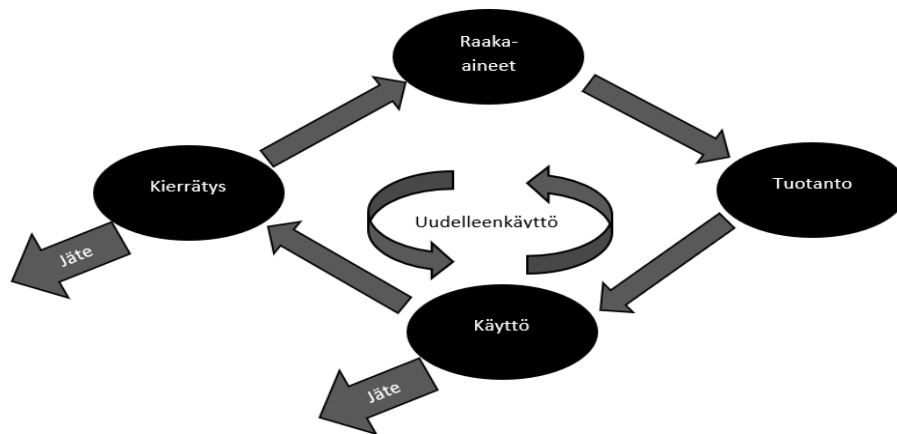 Raaka-
aineet
Kierrätys
Tuotanto
Uudelleenkäyttö
Jäte
Käyttö
Jäte